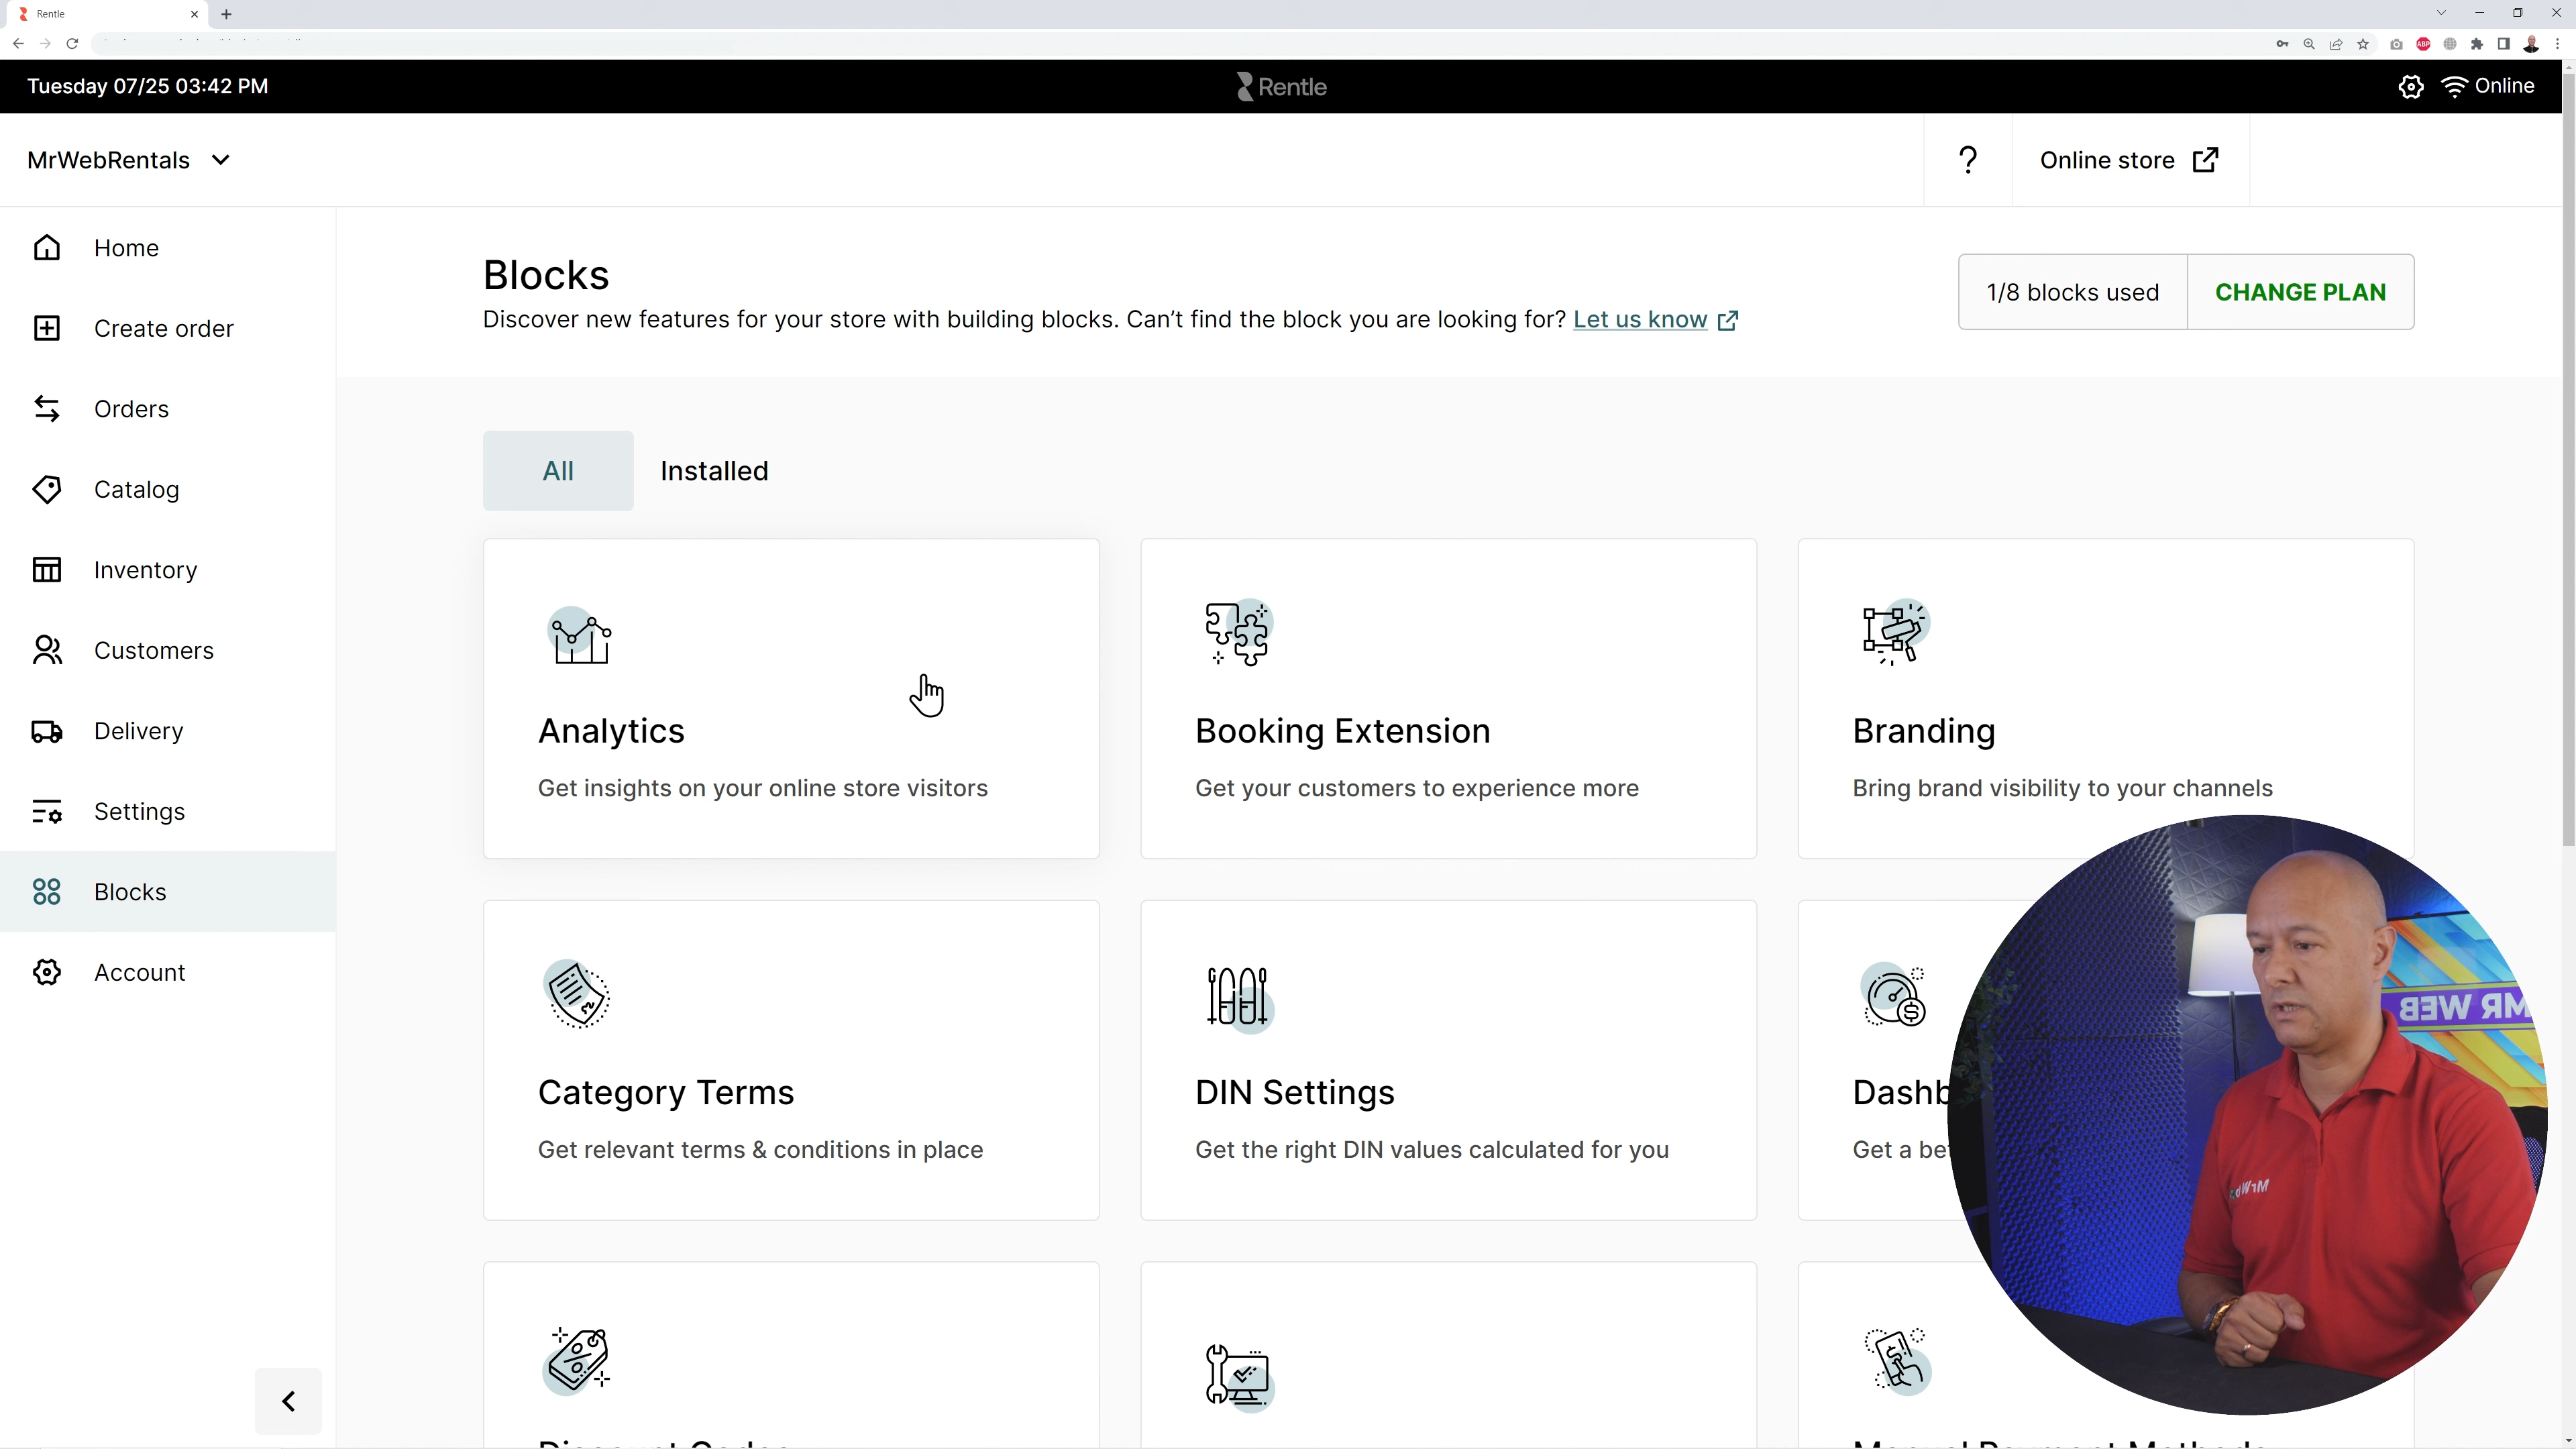 Rentle
Tuesday 07/25 03:42 PM
Rentle
Online
MrWebRentals
?
Online store
Home
Create order
Orders
Catalog
Inventory
Customers
Delivery
Settings
Blocks
Account
Blocks
Discover new features for your store with building blocks. Can't find the block you are looking for? Let us know
1/8 blocks used
CHANGE PLAN
All
Installed
Analytics
Get insights on your online store visitors
Booking Extension
Get your customers to experience more
Branding
Bring brand visibility to your channels
Category Terms
Get relevant terms & conditions in place
DIN Settings
Get the right DIN values calculated for you
Dashb
Get a be
ABP
MR WEB